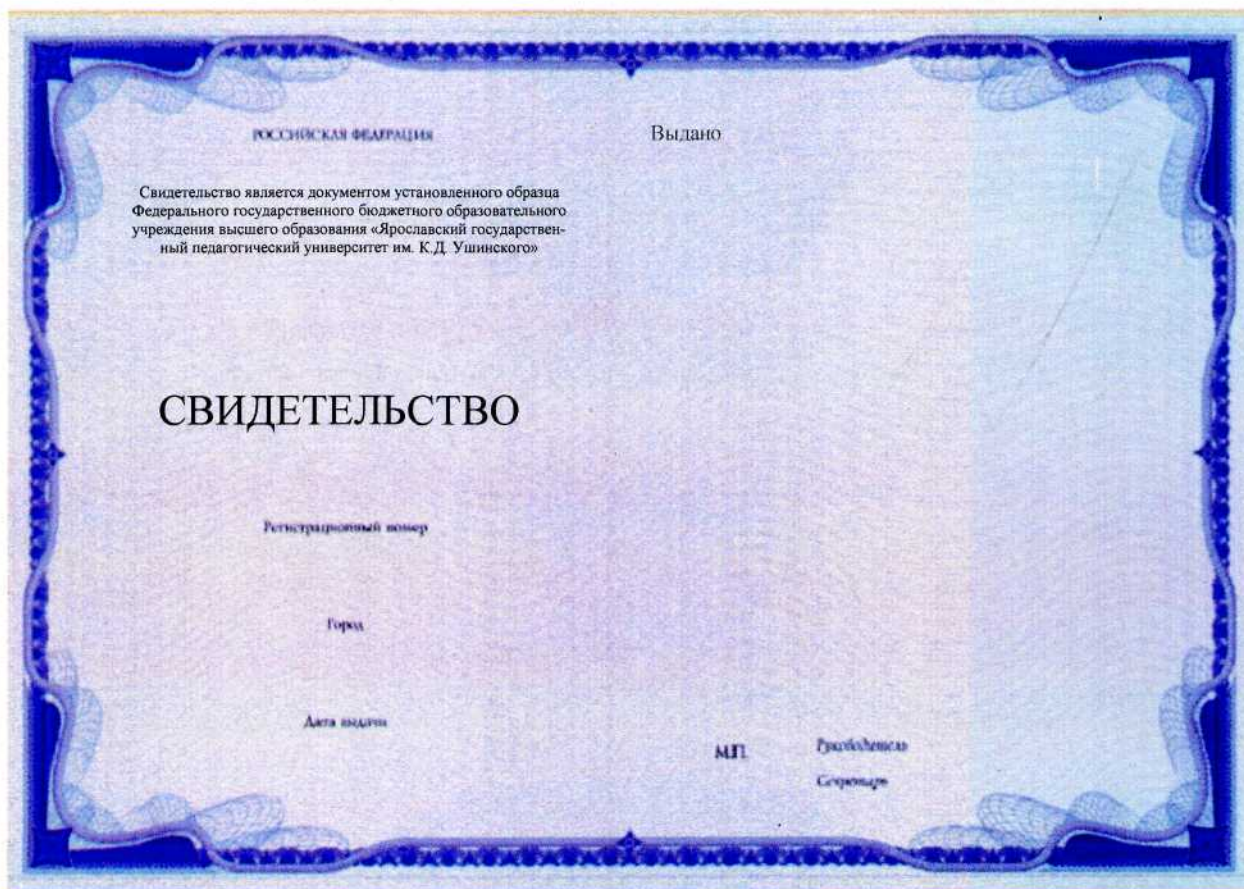 РОССИЙСКАЯ ФЕДЕРАЦИЯ
Свидетельство является документом установленного образца
Федерального государственного бюджетного образовательного
учреждения высшего образования «Ярославский государствен-
ный педагогический университет им. К.Д. Ушинского»
СВИДЕТЕЛЬСТВО
Регистрационный номер
Город
Дата выдачи
Выдано
М.П.
Руководитель
Секретарь